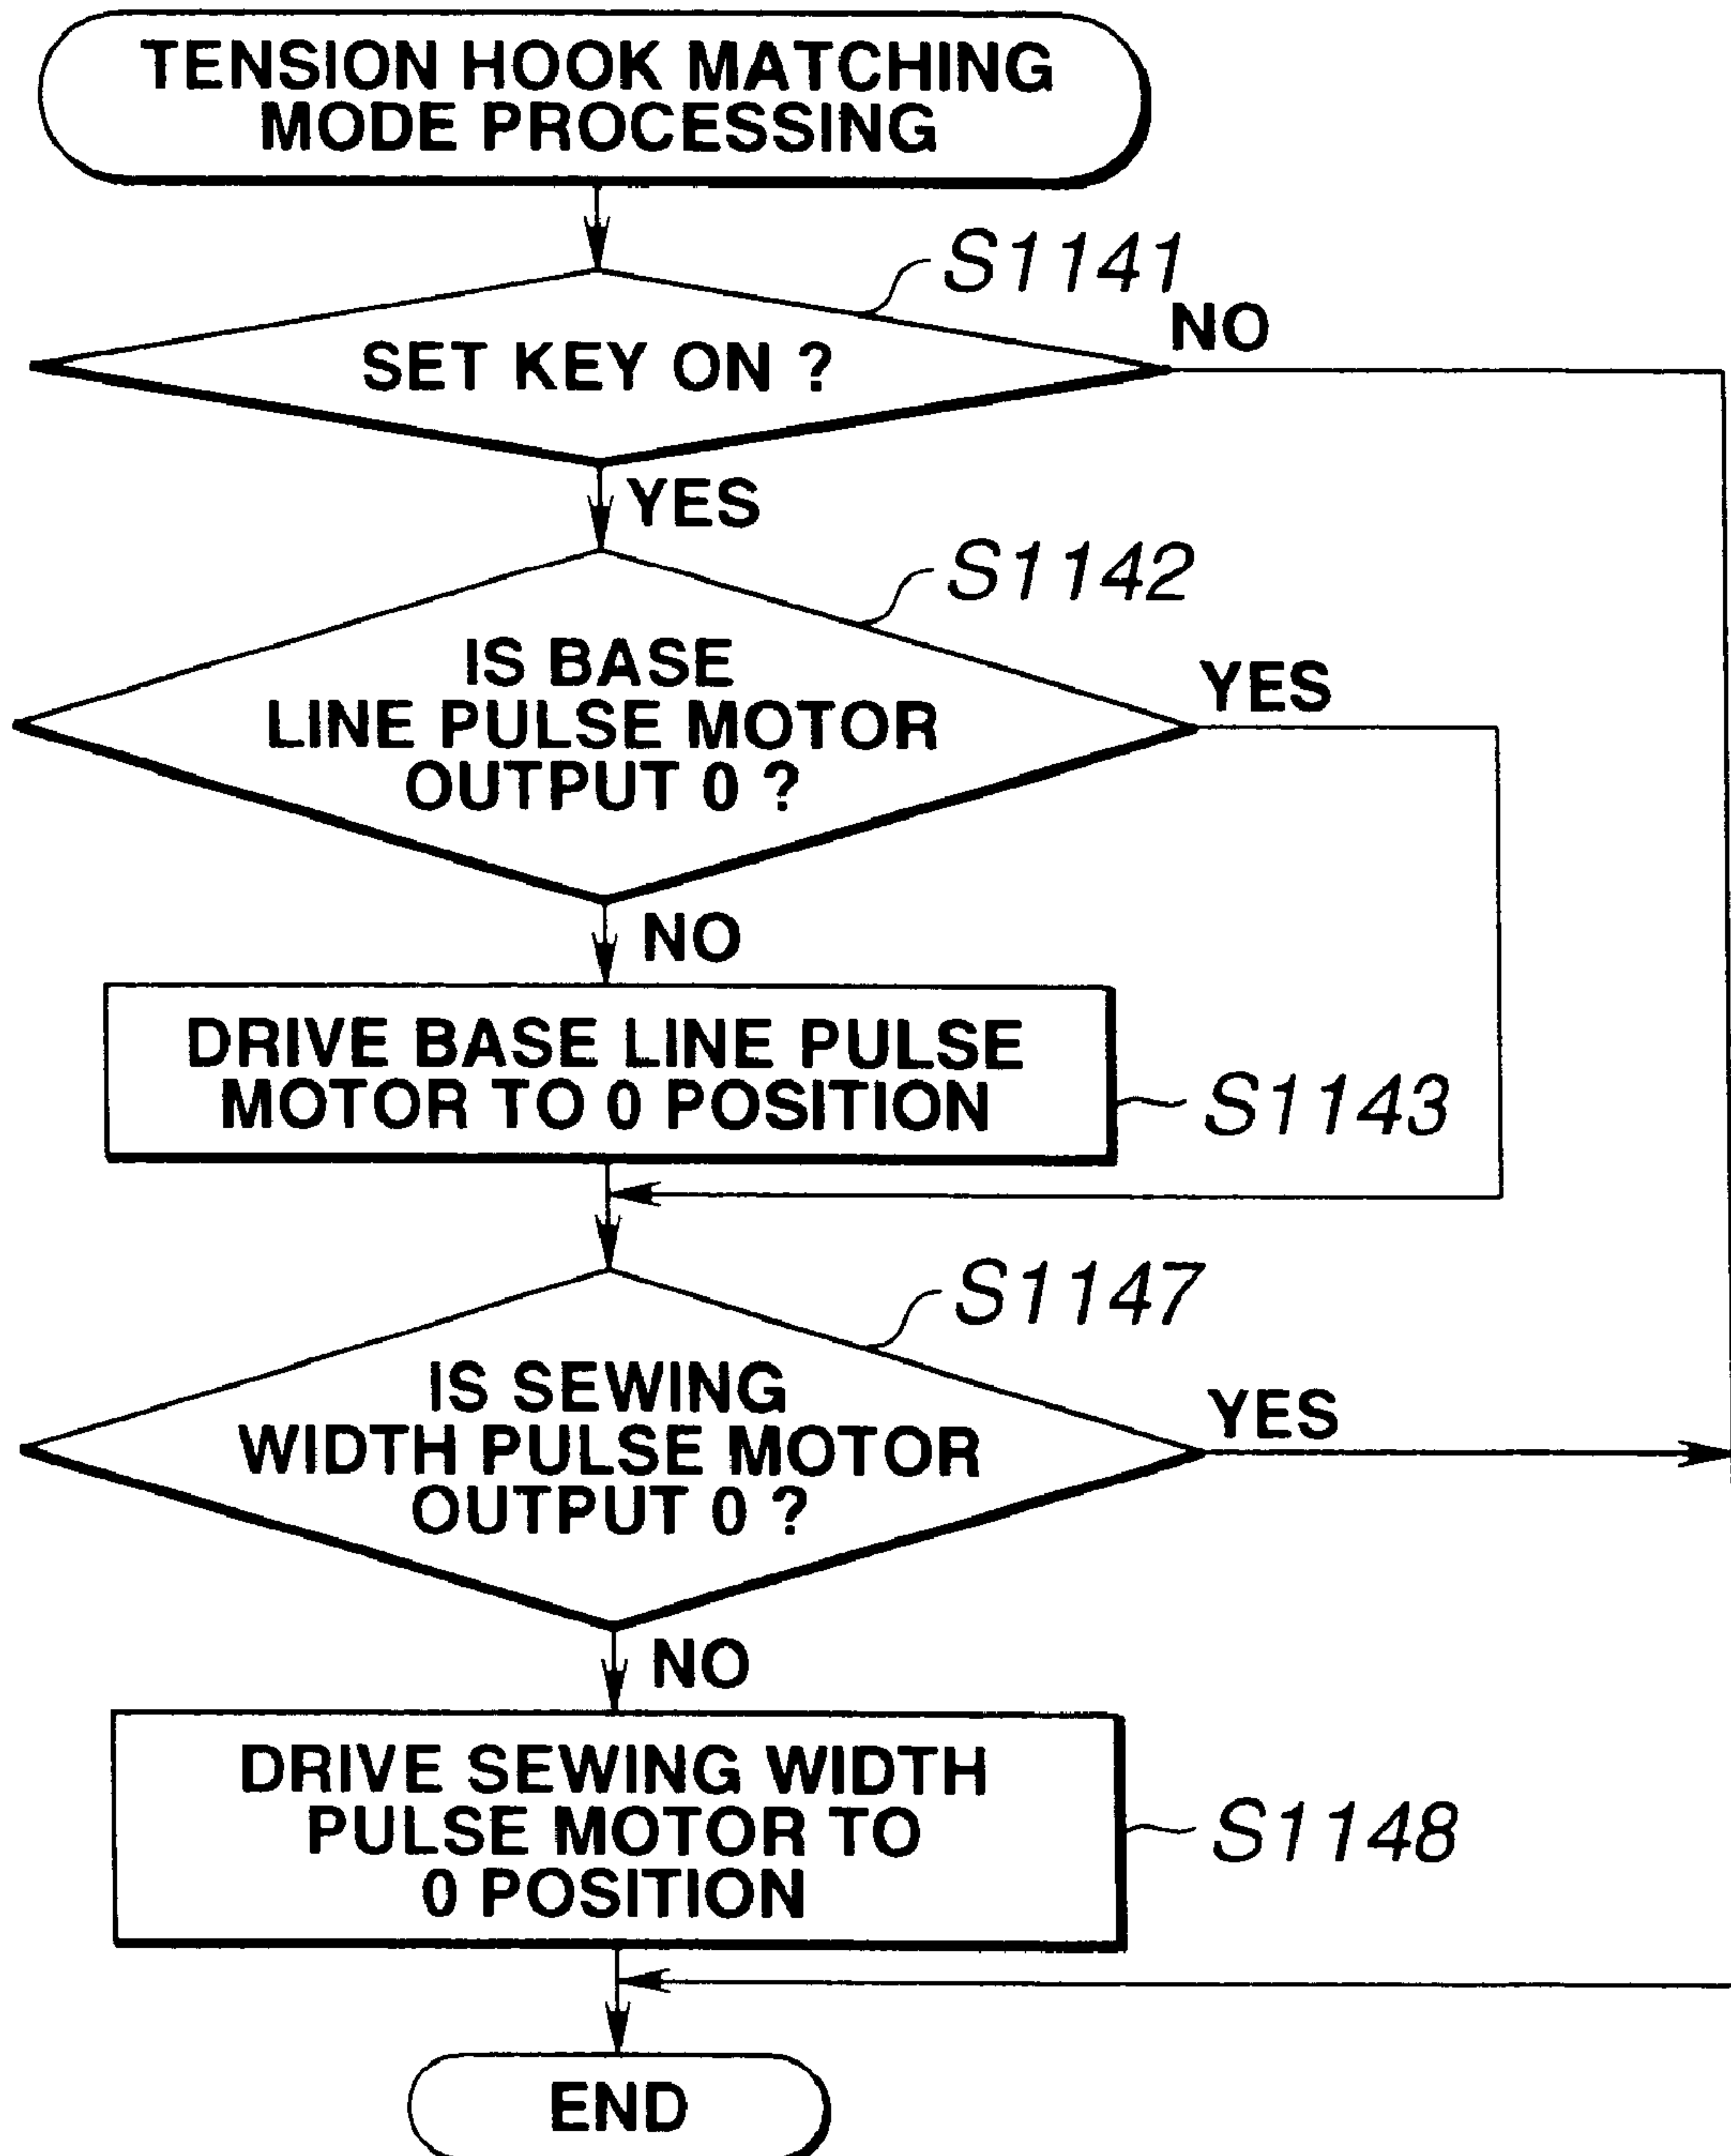 TENSION HOOK MATCHING
MODE PROCESSING
S1141
NO
SET KEY ON ?
YES
S1142
IS BASE
LINE PULSE MOTOR
OUTPUT 0 ?
YES
NO
DRIVE BASE LINE PULSE
MOTOR TO 0 POSITION
S1143
S1147
IS SEWING
WIDTH PULSE MOTOR
OUTPUT 0 ?
YES
NO
DRIVE SEWING WIDTH
PULSE MOTOR TO
0 POSITION
S1148
END